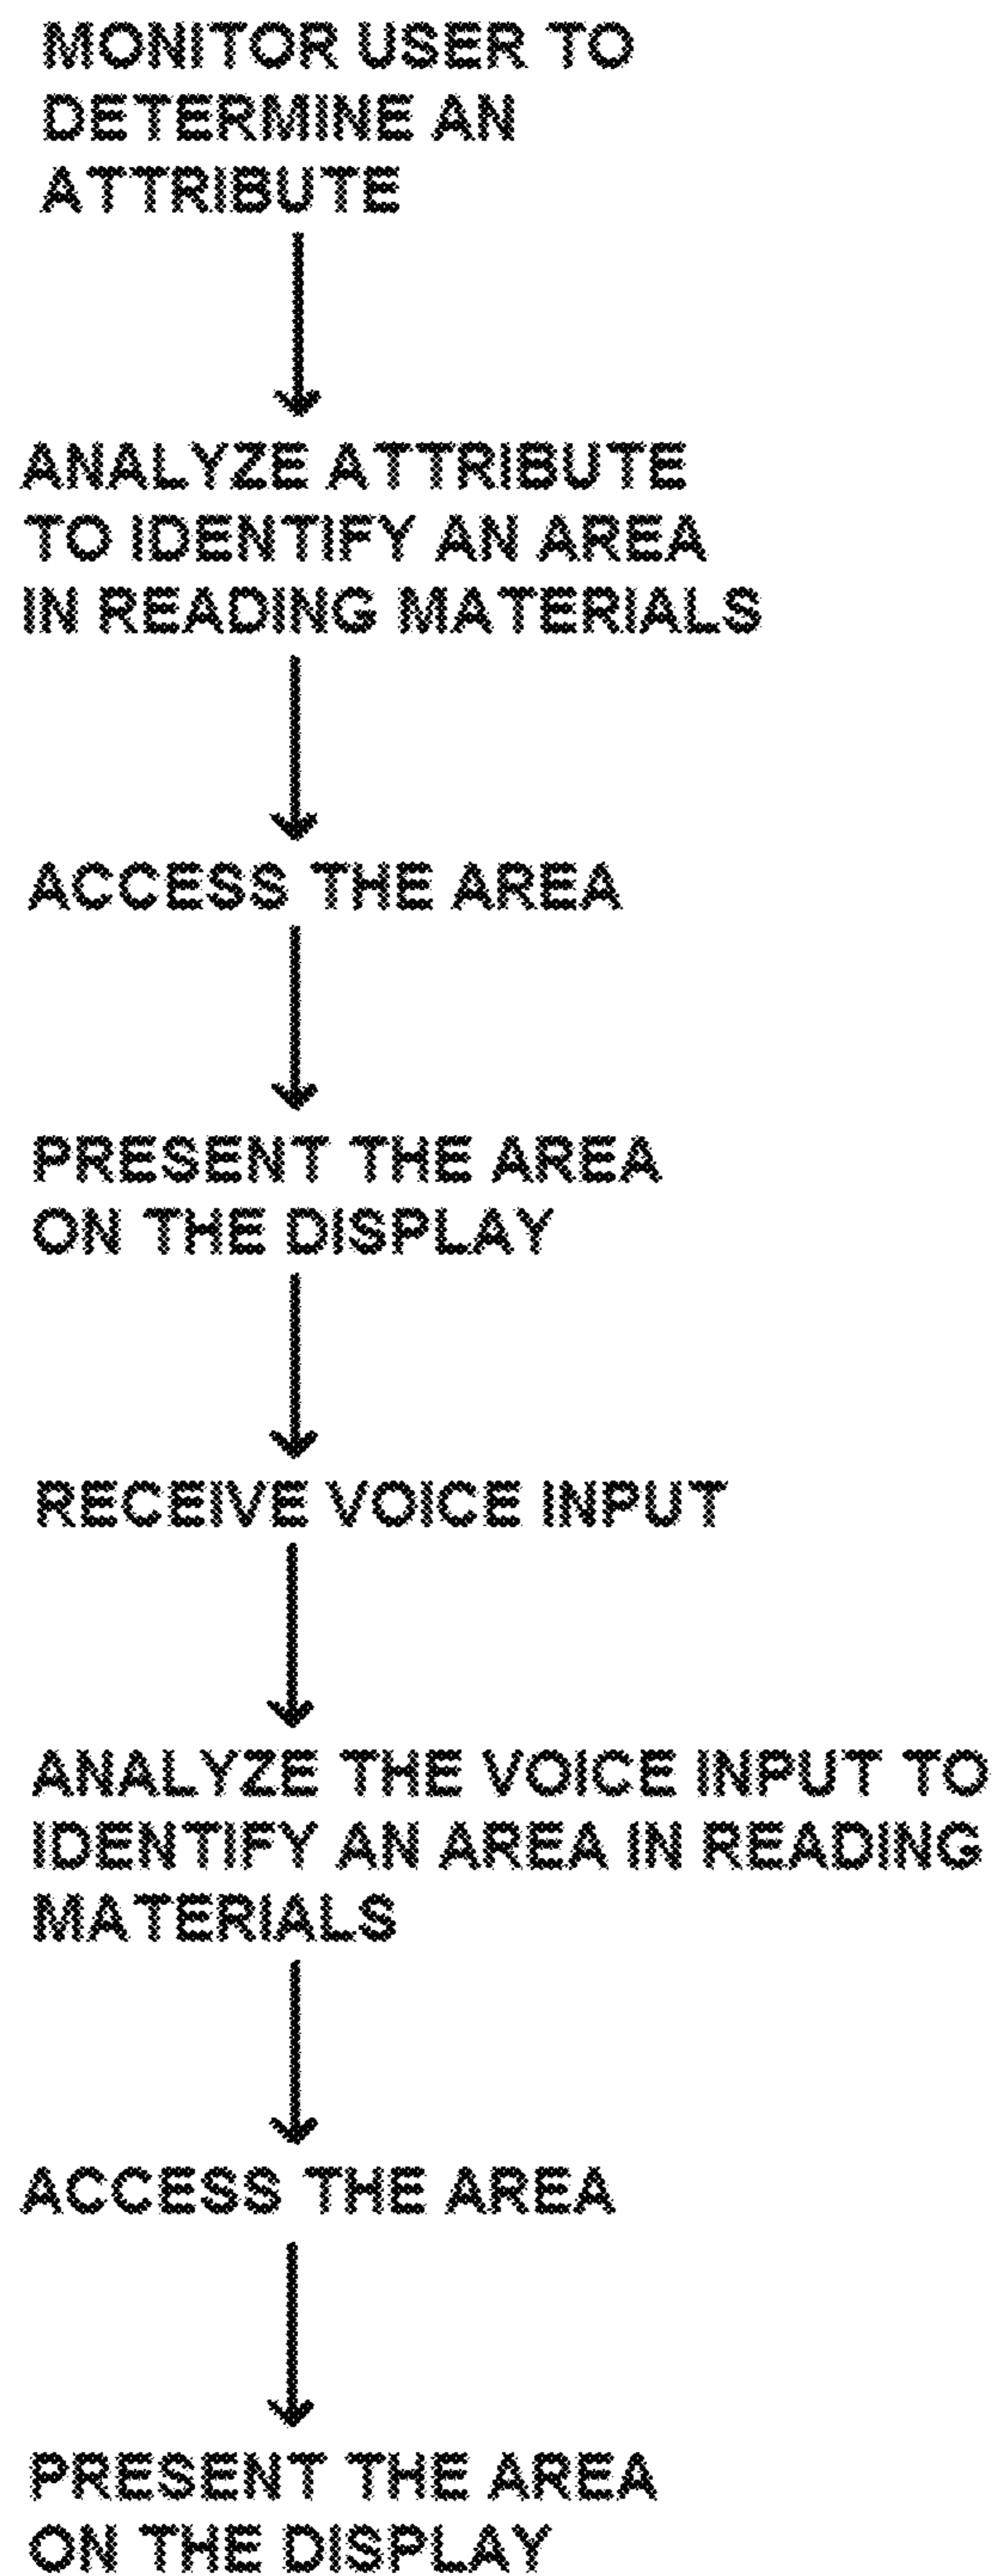 MONITOR USER TO
DETERMINE AN
ATTRIBUTE
ANALYZE ATTRIBUTE
TO IDENTIFY AN AREA
IN READING MATERIALS
ACCESS THE AREA
PRESENT THE AREA
ON THE DISPLAY
RECEIVE VOICE INPUT
ANALYZE THE VOICE INPUT TO
IDENTIFY AN AREA IN READING
MATERIALS
ACCESS THE AREA
PRESENT THE AREA
ON THE DISPLAY